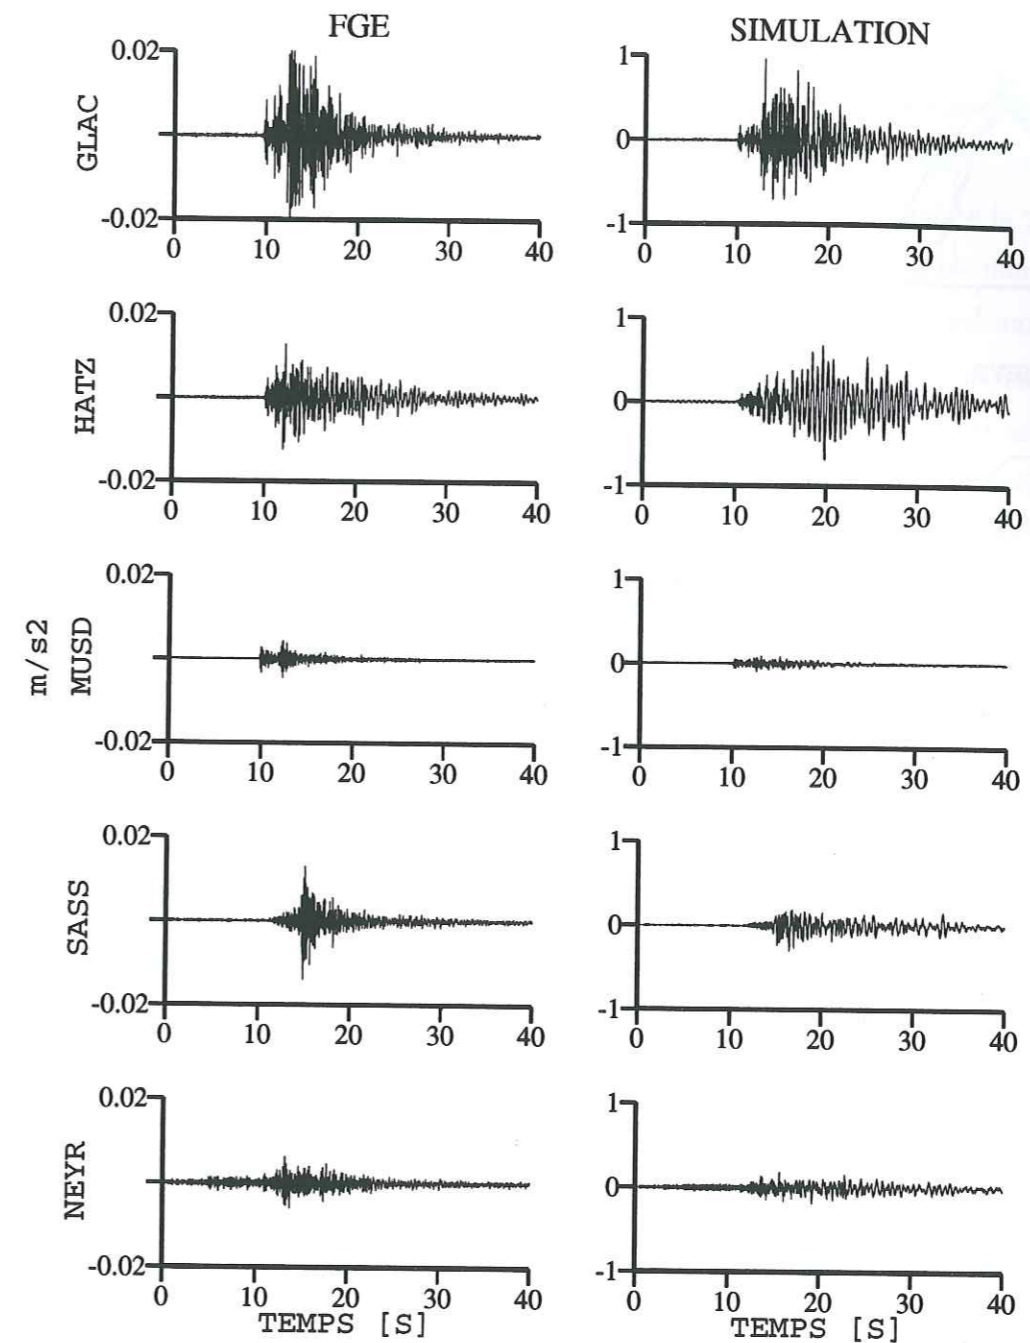 FGE SIMULATION
0.02 1
GLAC 0
-0.02 -1
0 10 20 30 40 0 10 20 30 40
0.02 1
HATZ 0
-0.02 -1
0 10 20 30 40 0 10 20 30 40
0.02 1
m/s2 MUSD 0
-0.02 -1
0 10 20 30 40 0 10 20 30 40
0.02 1
SASS 0
-0.02 -1
0 10 20 30 40 0 10 20 30 40
0.02 1
NEYR 0
-0.02 -1
0 10 20 30 40 0 10 20 30 40
TEMPS [S] TEMPS [S]